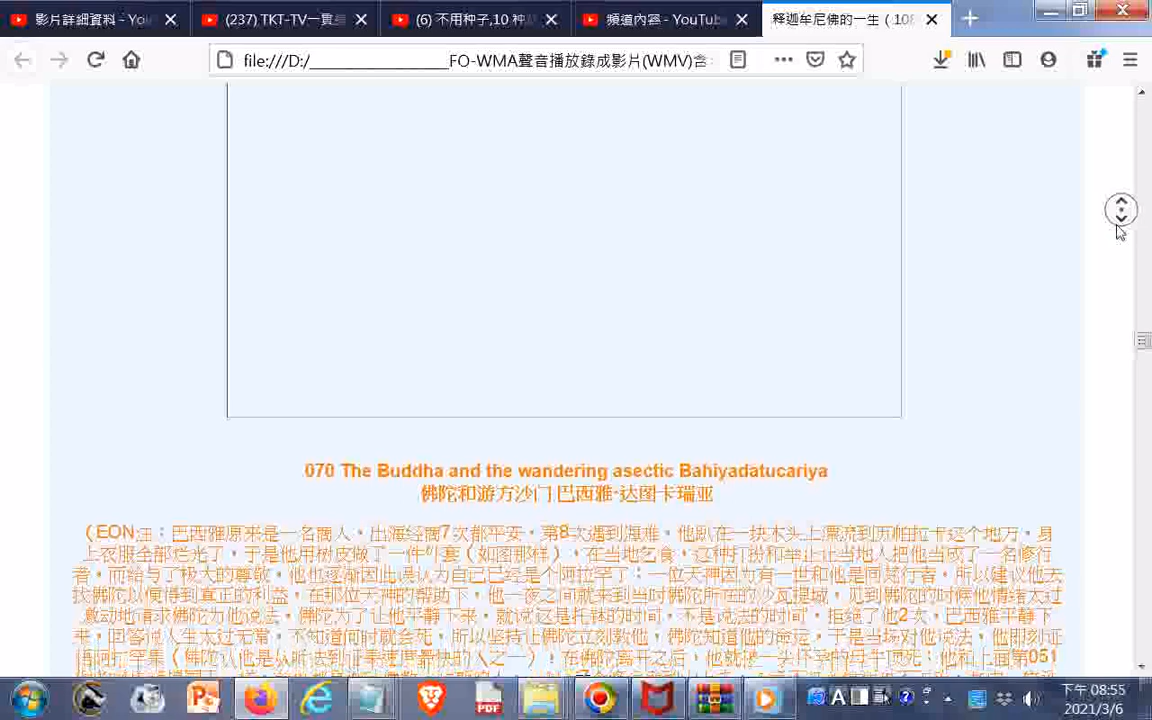 影片詳細資料 - Yo
(237) TKT-TV一貫
(6) 不用种子,10 种
頻道內容 - YouTub
释迦牟尼佛的一生 ( 108
file:///D:/________________FO-WMA聲音播放錄成影片(WMV)含
070 The Buddha and the wandering asectic Bahiyadatucariya
佛陀和游方沙门 巴西雅·达图卡瑞亚
(EON注：巴西雅原来是一名商人，出海经商7次都平安，第8次遇到海难，他趴在一块木头上漂流到历帕拉卡这个地方，身
上衣服全部烂光了，于是他用树皮做了一件外套（如图那样），在当地乞食，这种打扮和举止让当地人把他当成了一名修行
者，而给与了极大的尊敬，他也逐渐因此误认为自己已经是个阿拉罕了；一位天神因为有一世和他是同梵行者，所以建议他去
找佛陀以便得到真正的利益，在那位天神的帮助下，他一夜之间就来到当时佛陀所在的沙瓦提城，见到佛陀的时候他情绪太过
激动地请求佛陀为他说法，佛陀为了让他平静下来，就说这是托钵的时间，不是说法的时间，拒绝了他2次，巴西雅平静下
来，回答说人生太过无常，不知道何时就会死，所以坚持让佛陀立刻教他，佛陀知道他的命运，于是当场对他说法，他即刻证
悟阿拉罕果（佛陀认他是从听法到证果速度最快的人之一），在佛陀离开之后，他就被一头怀孕的母牛顶死；他和上面第051
下午 08:55
2021/3/6